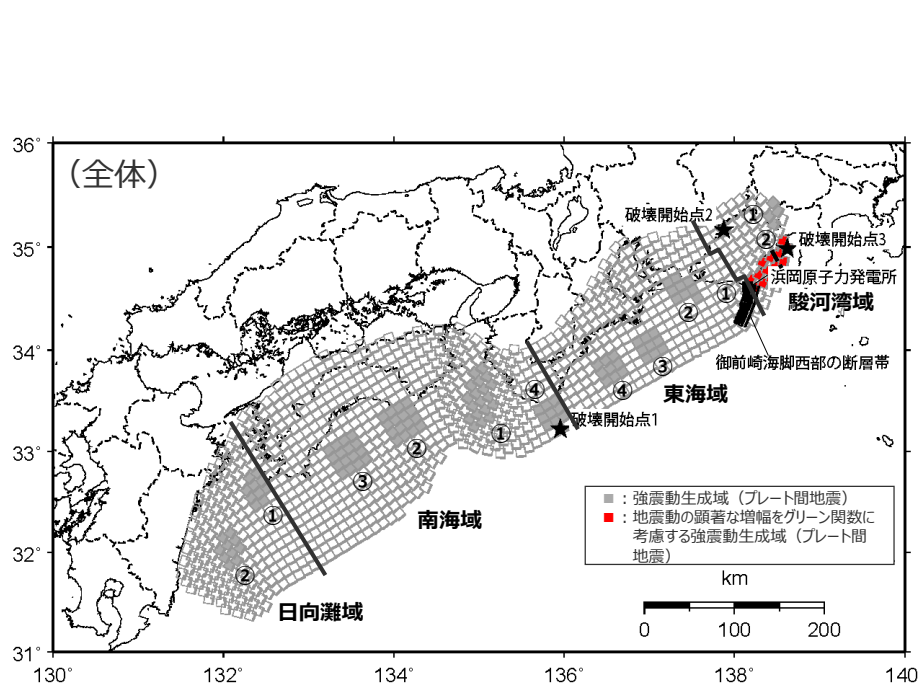 36°
（全体）
破壊開始点2
①
35°
②
破壊開始点3
浜岡原子力発電所
①
駿河湾域
②
34°
御前崎海脚西部の断層帯
③
④
④
東海域
破壊開始点1
33°
①
②
③
①
南海域
■：強震動生成域（プレート間地震）
■：地震動の顕著な増幅をグリーン関数に
考慮する強震動生成域（プレート間
地震）
32°
②
km
日向灘域
0 100 200
31°
130 132° 134° 136° 138° 140°